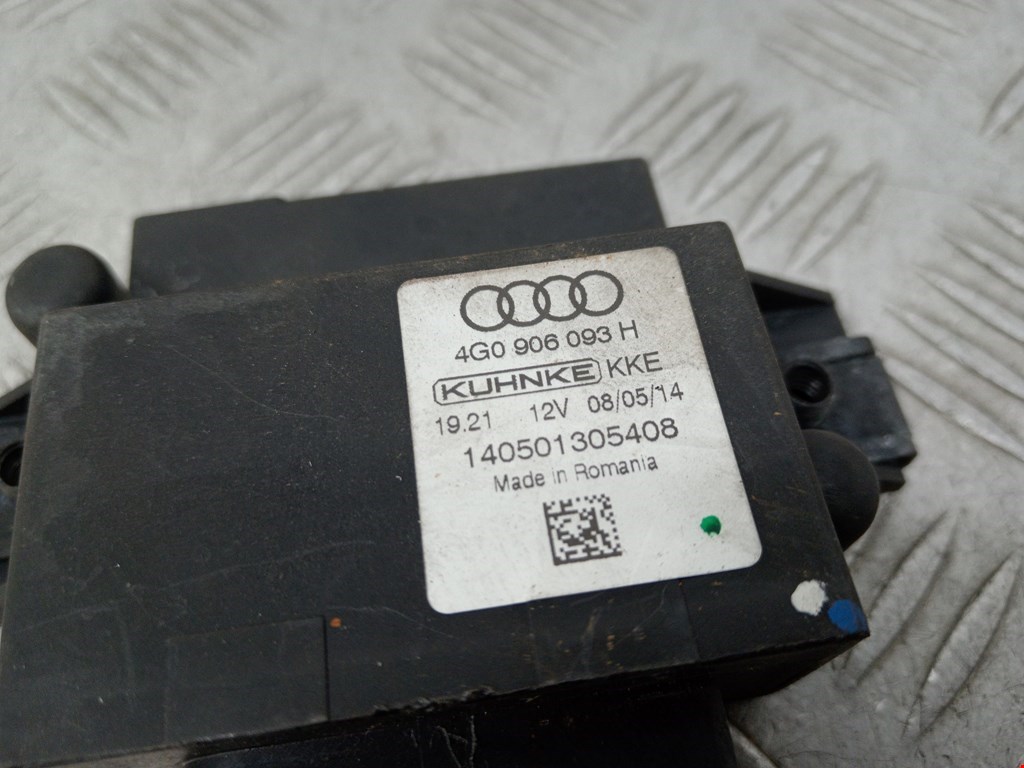 4G0 906 093 H
KUHNKE KKE
19.21 12V 08/05/14
140501305408
Made in Romania